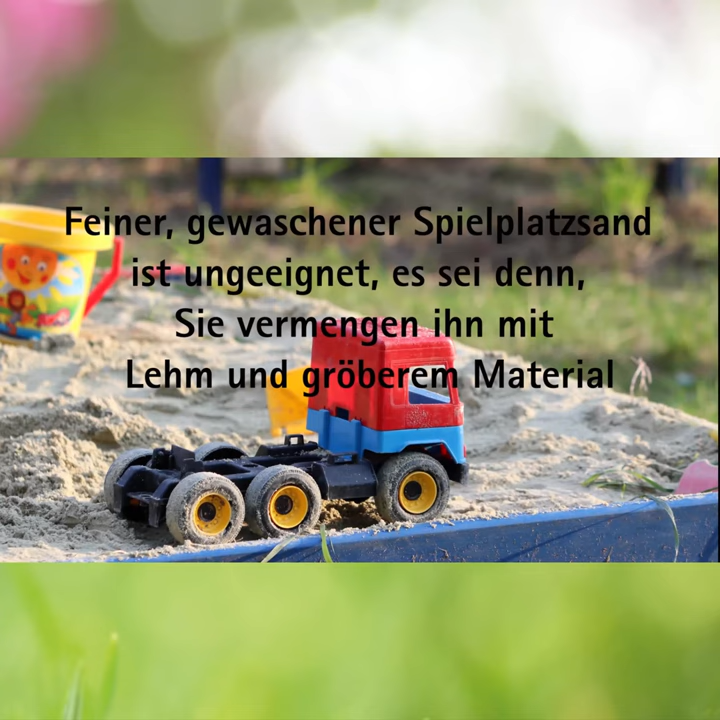 Feiner, gewaschener Spielplatzsand
ist ungeeignet, es sei denn,
Sie vermengen ihn mit
Lehm und gröberem Material